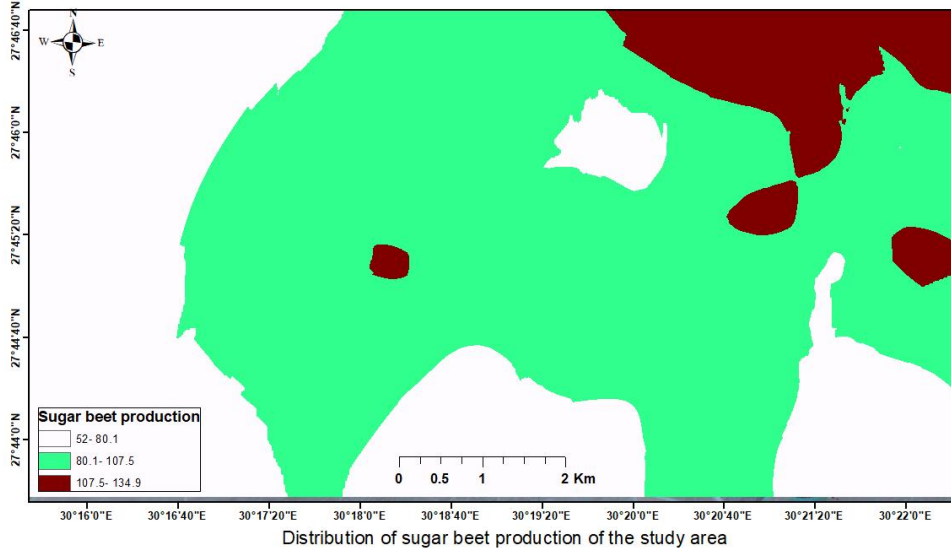 N
W E
S
27°46'40"N
27°46'0"N
27°45'20"N
27°44'40"N
27°44'0"N
Sugar beet production
52- 80.1
80.1- 107.5
107.5- 134.9
0 0.5 1 2 Km
30°16'0"E 30°16'40"E 30°17'20"E 30°18'0"E 30°18'40"E 30°19'20"E 30°20'0"E 30°20'40"E 30°21'20"E 30°22'0"E
Distribution of sugar beet production of the study area